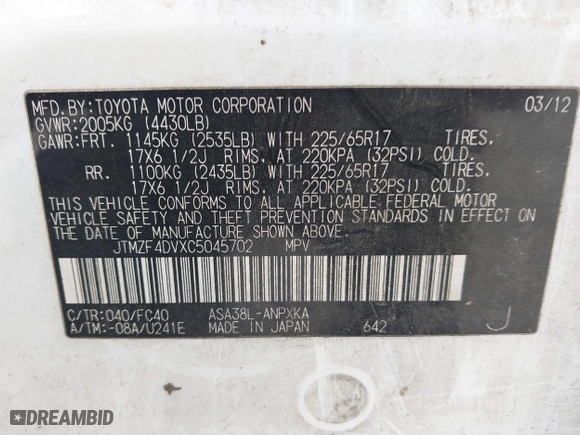 MFD.BY:TOYOTA MOTOR CORPORATION 03/12
GVWR:2005KG (4430LB)
GAWR:FRT. 1145KG (2535LB) WITH 225/65R17 TIRES,
17X6 1/2J RIMS, AT 220KPA (32PSI) COLD.
RR. 1100KG (2435LB) WITH 225/65R17 TIRES,
17X6 1/2J RIMS, AT 220KPA (32PSI) COLD.
THIS VEHICLE CONFORMS TO ALL APPLICABLE FEDERAL MOTOR
VEHICLE SAFETY AND THEFT PREVENTION STANDARDS IN EFFECT ON
THE DATE OF MANUFACTURE SHOWN ABOVE.
JTMZF4DVXC5045702 MPV
C/TR:040/FC40 ASA38L-ANPXKA
A/TM:-08A/U241E MADE IN JAPAN 642 J
DREAMBID